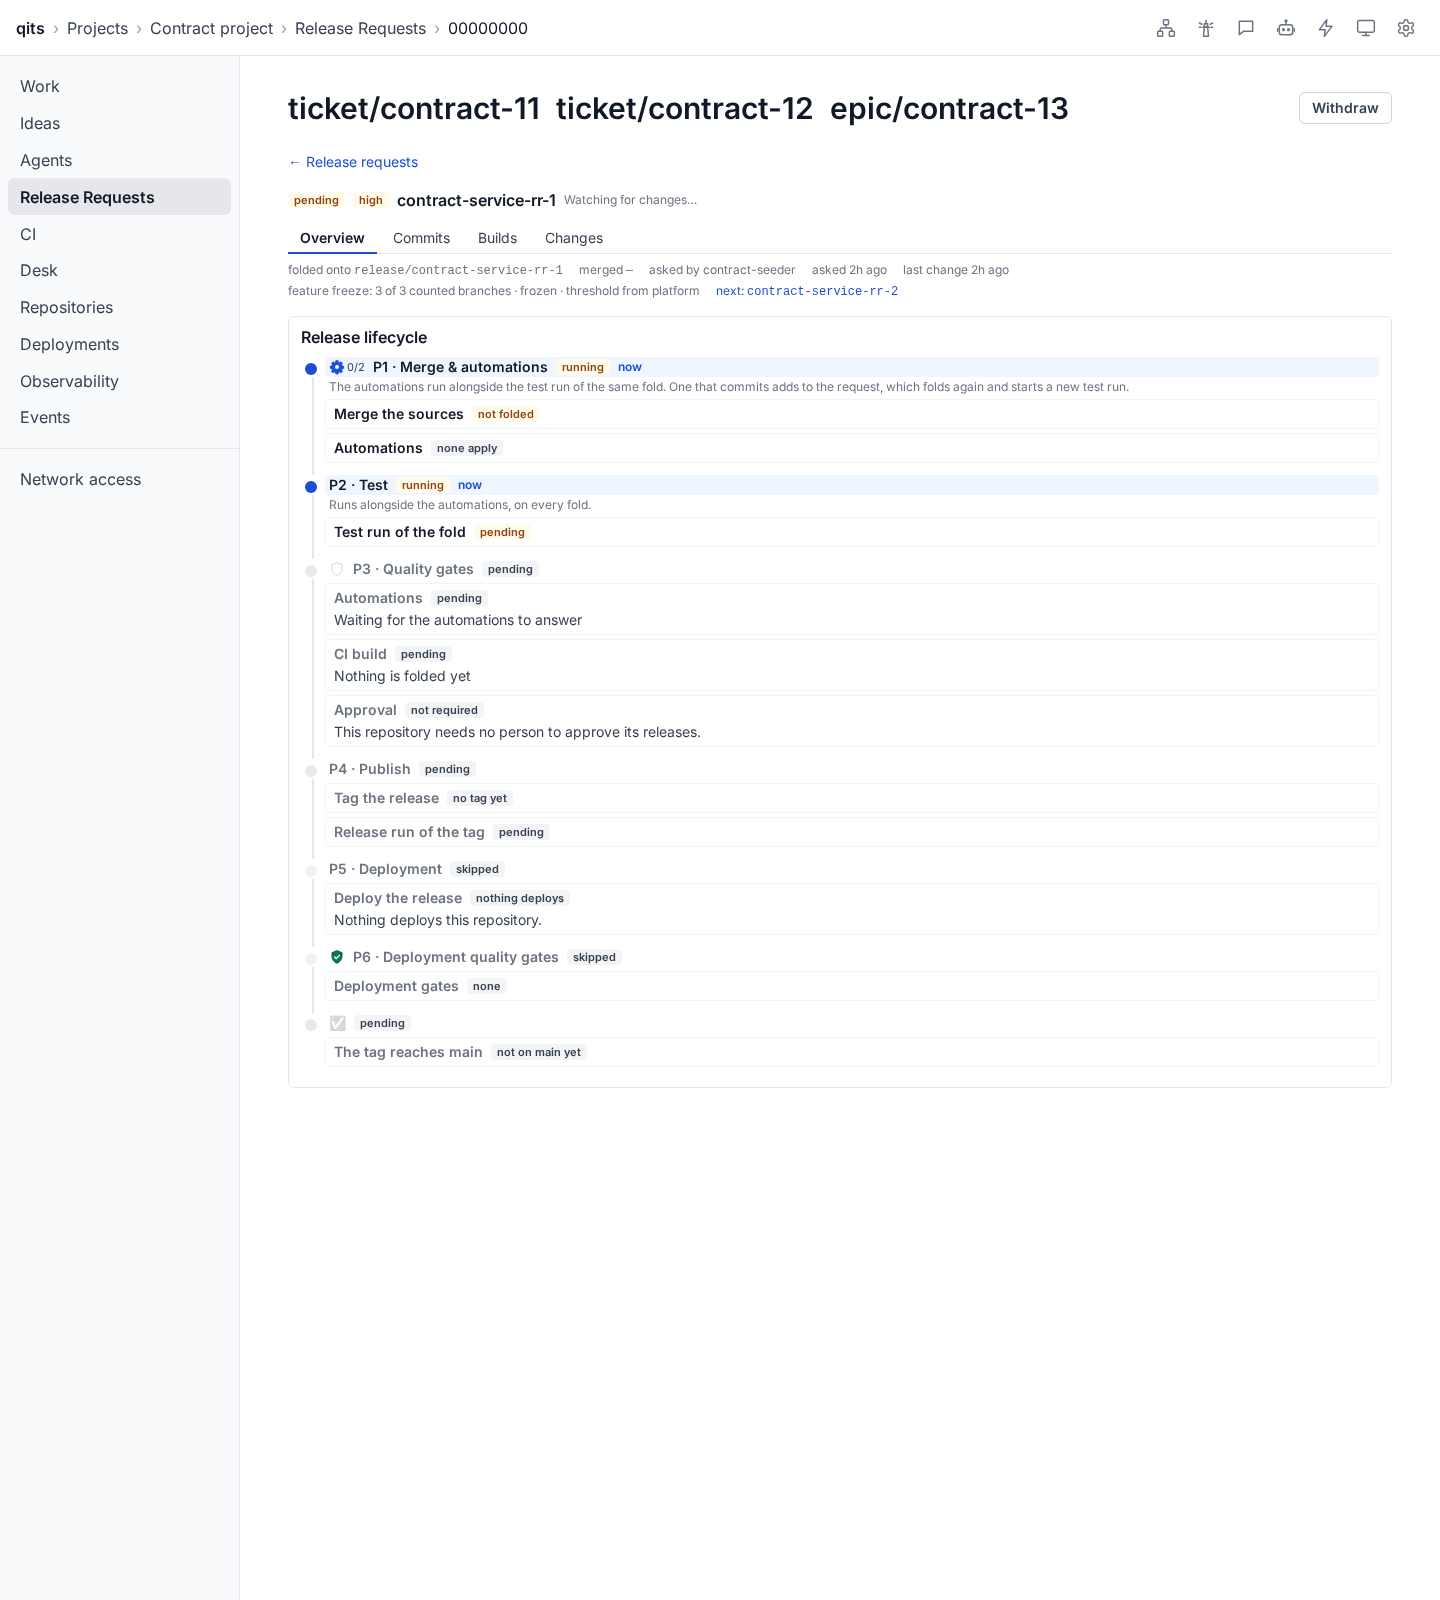 qits › Projects › Contract project › Release Requests › 00000000
Work
Ideas
Agents
Release Requests
CI
Desk
Repositories
Deployments
Observability
Events
Network access
ticket/contract-11 ticket/contract-12 epic/contract-13
Withdraw
← Release requests
pending high contract-service-rr-1 Watching for changes…
Overview Commits Builds Changes
folded onto release/contract-service-rr-1 merged — asked by contract-seeder asked 2h ago last change 2h ago
feature freeze: 3 of 3 counted branches · frozen · threshold from platform next: contract-service-rr-2
Release lifecycle
0/2 P1 · Merge & automations running now
The automations run alongside the test run of the same fold. One that commits adds to the request, which folds again and starts a new test run.
Merge the sources not folded
Automations none apply
P2 · Test running now
Runs alongside the automations, on every fold.
Test run of the fold pending
P3 · Quality gates pending
Automations pending
Waiting for the automations to answer
CI build pending
Nothing is folded yet
Approval not required
This repository needs no person to approve its releases.
P4 · Publish pending
Tag the release no tag yet
Release run of the tag pending
P5 · Deployment skipped
Deploy the release nothing deploys
Nothing deploys this repository.
P6 · Deployment quality gates skipped
Deployment gates none
pending
The tag reaches main not on main yet